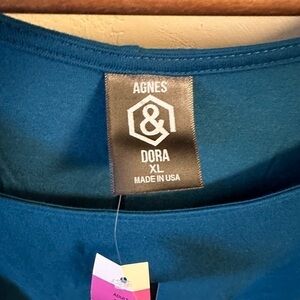 AGNES
&
DORA
XL
MADE IN USA